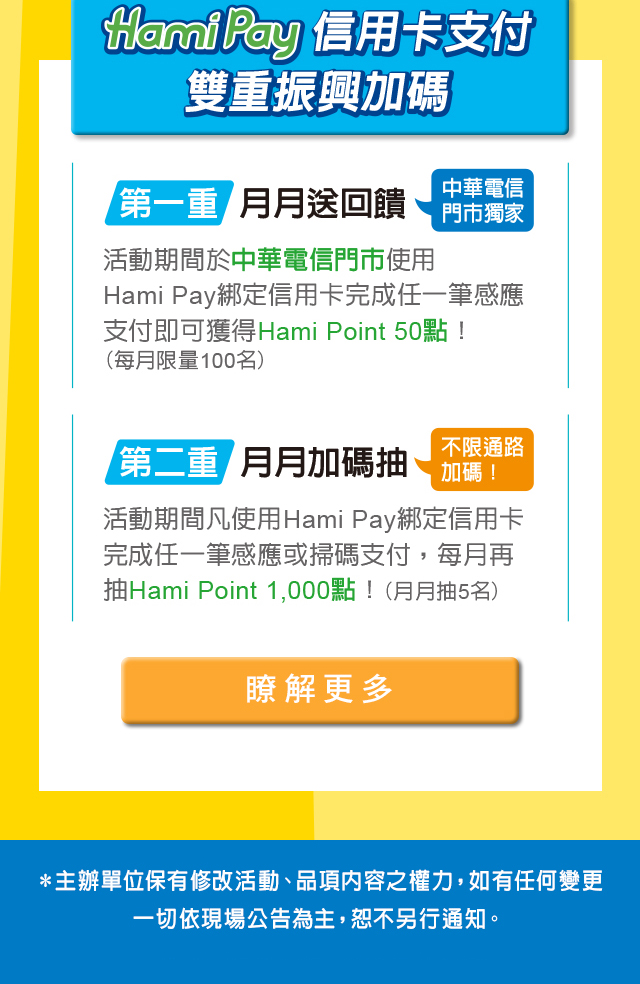 Hami Pay 信用卡支付
雙重振興加碼
第一重 月月送回饋 中華電信
門市獨家
活動期間於中華電信門市使用
Hami Pay綁定信用卡完成任一筆感應
支付即可獲得Hami Point 50點！
（每月限量100名）
第二重 月月加碼抽 不限通路
加碼！
活動期間凡使用Hami Pay綁定信用卡
完成任一筆感應或掃碼支付，每月再
抽Hami Point 1,000點！（月月抽5名）
瞭解更多
＊主辦單位保有修改活動、品項內容之權力，如有任何變更
一切依現場公告為主，恕不另行通知。